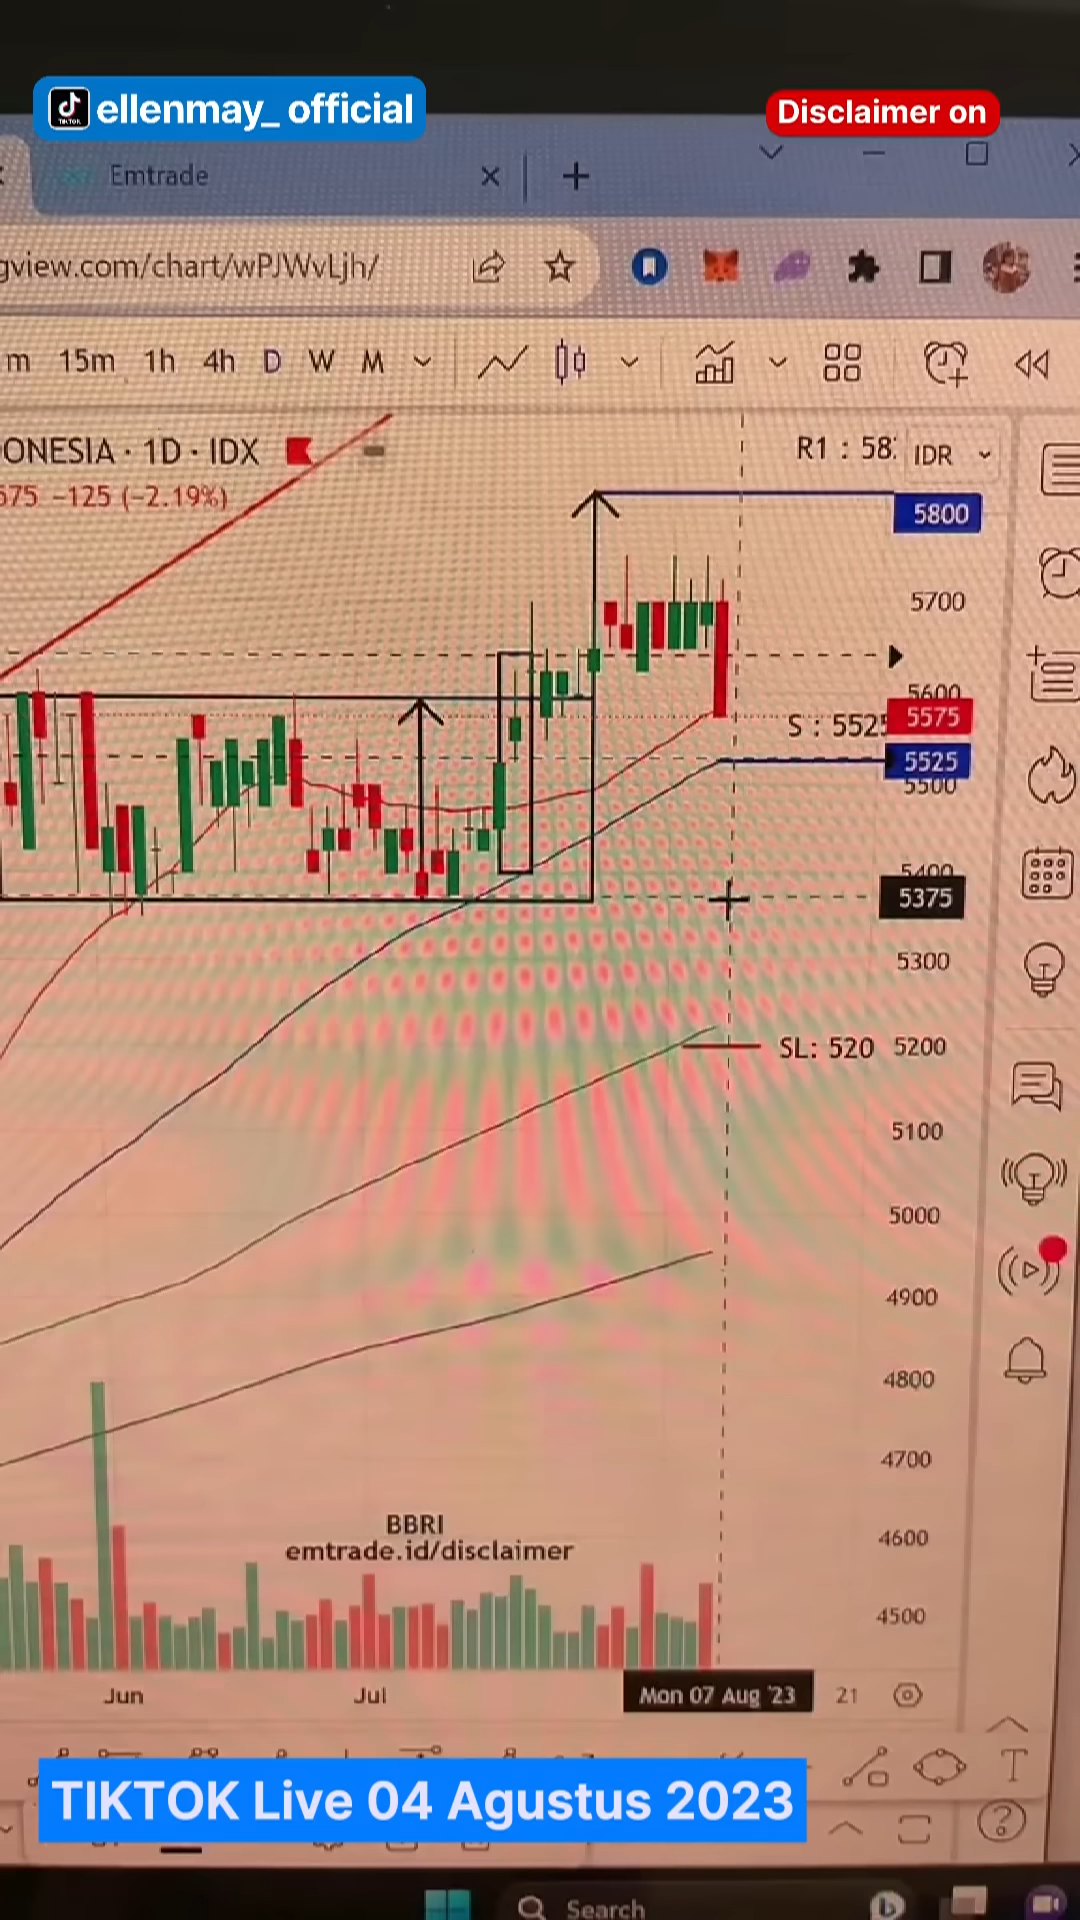 ellenmay_ official
Disclaimer on
Emtrade
gview.com/chart/wPJWvLjh/
m 15m 1h 4h D W M
ONESIA · 1D · IDX
R1 : 58
IDR
575 −125 (−2.19%)
5800
5700
5600
S : 5525
5575
5525
5500
5400
5375
5300
SL: 520
5200
5100
5000
4900
4800
4700
BBRI
4600
emtrade.id/disclaimer
4500
Jun
Jul
Mon 07 Aug '23
21
TIKTOK Live 04 Agustus 2023
Search